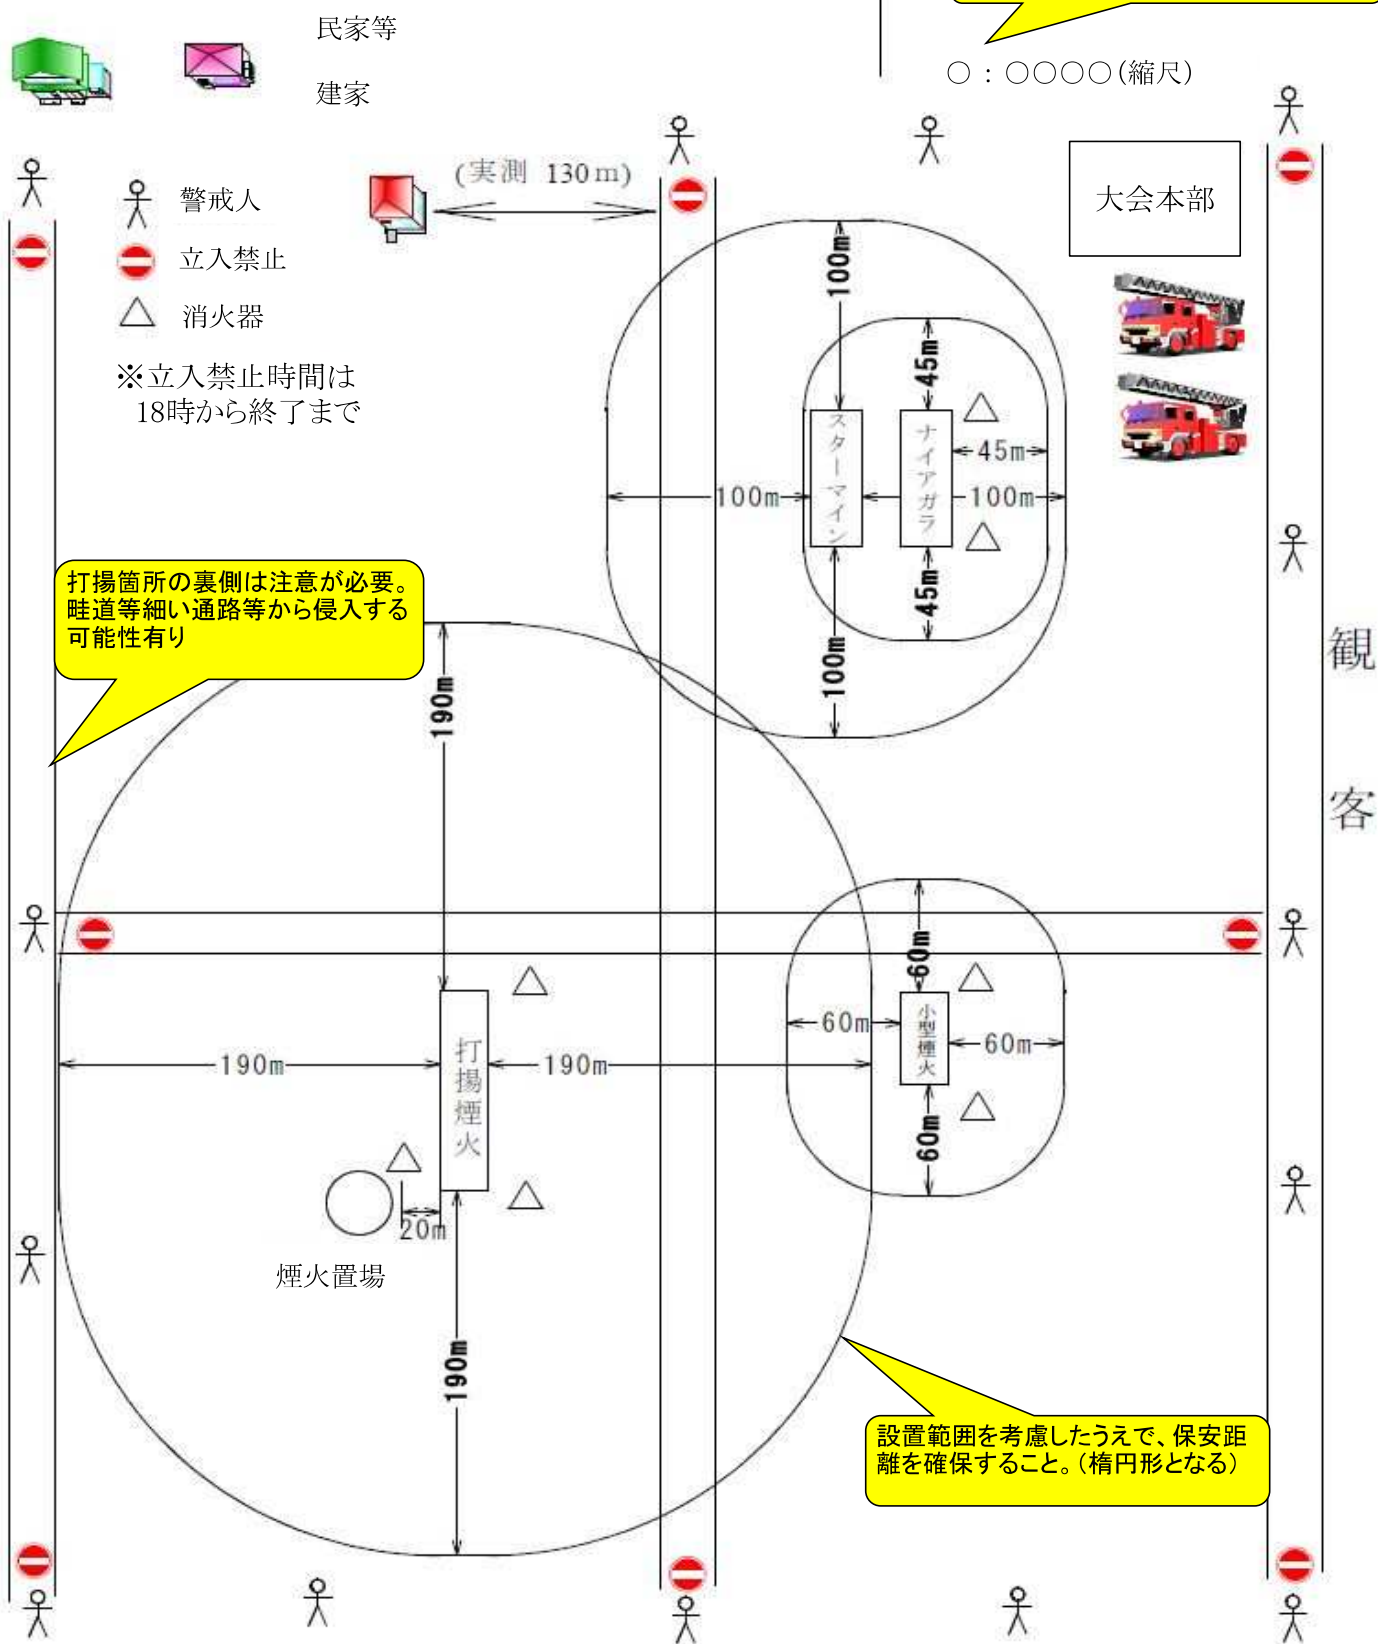 民家等
建家
○：○○○○(縮尺)
(実測 130m)
警戒人
立入禁止
消火器
※立入禁止時間は
18時から終了まで
大会本部
100m
45m
スターマイン
ナイアガラ
45m
100m
100m
45m
100m
打揚箇所の裏側は注意が必要。
畦道等細い通路等から侵入する
可能性有り
観客
190m
60m
打揚煙火
小型煙火
60m
60m
190m
190m
60m
20m
煙火置場
190m
設置範囲を考慮したうえで、保安距
離を確保すること。（楕円形となる）